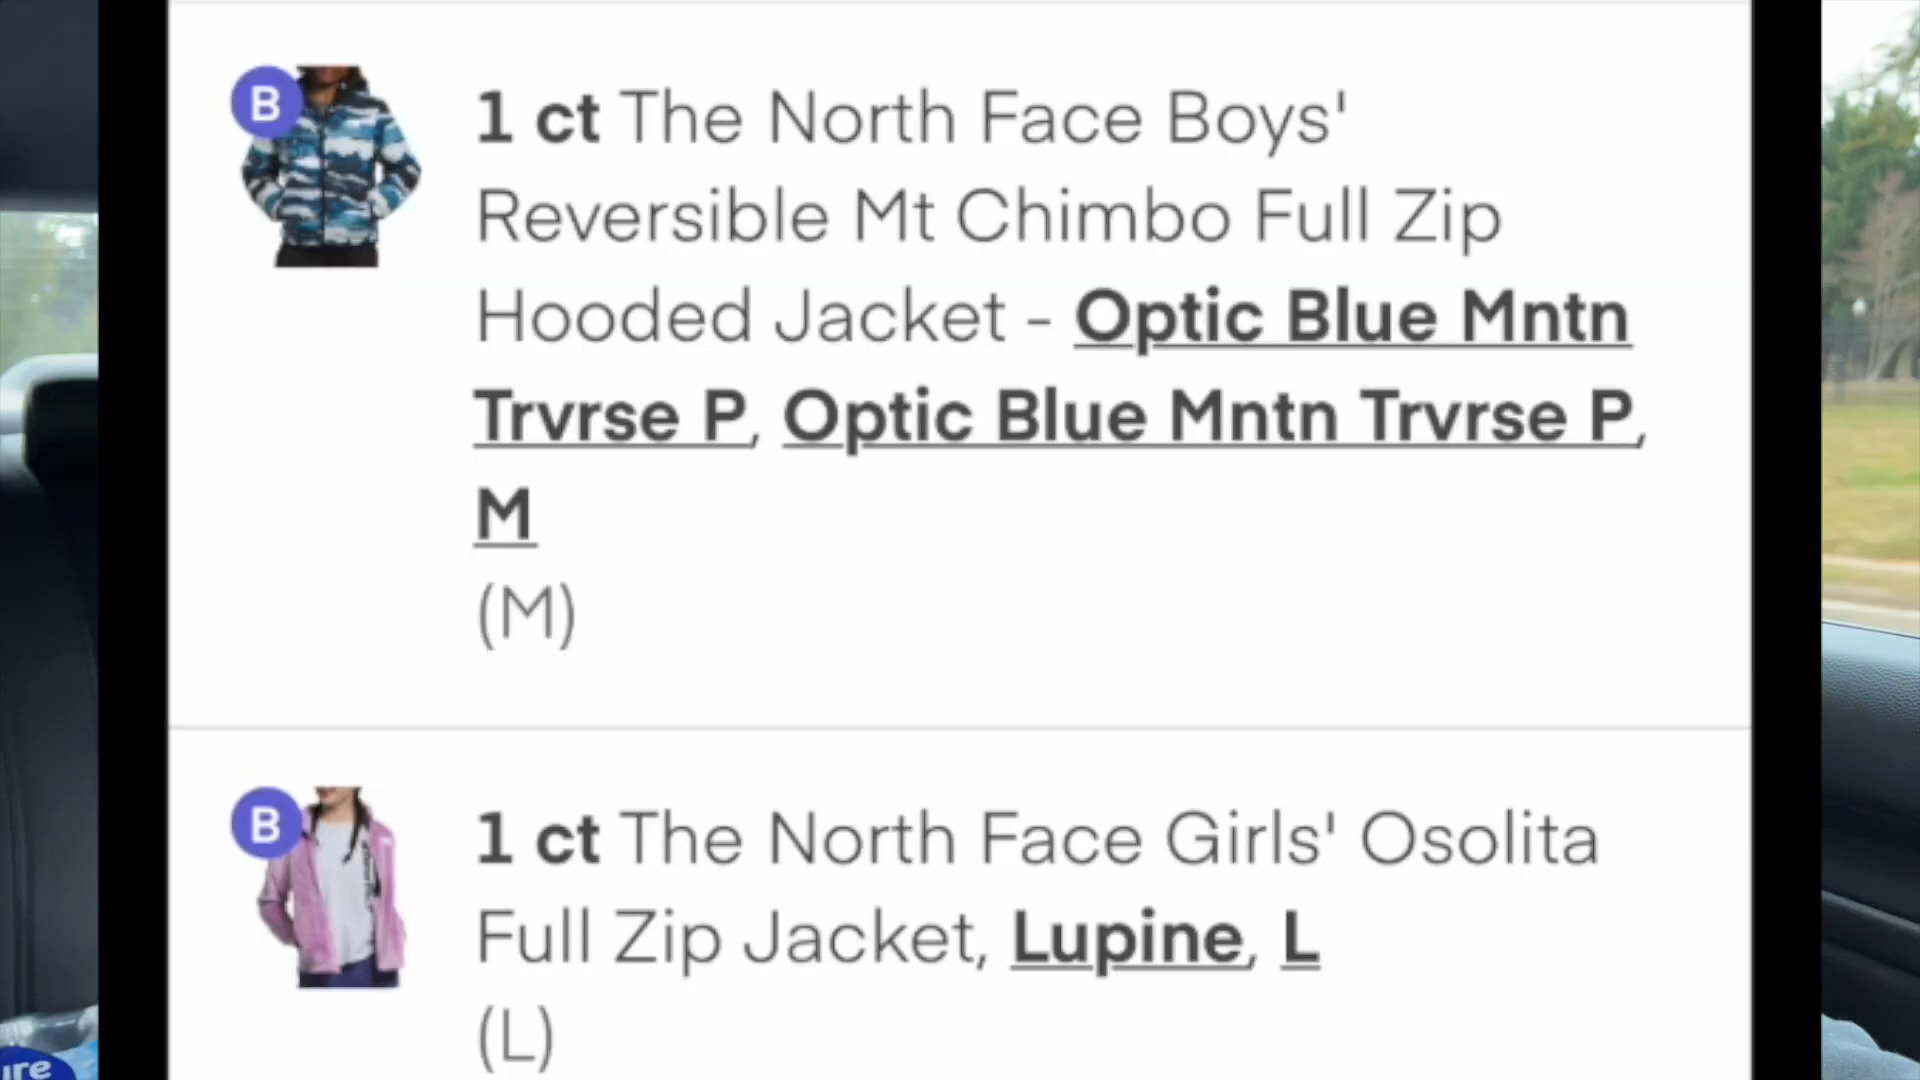 B
1 ct The North Face Boys'
Reversible Mt Chimbo Full Zip
Hooded Jacket - Optic Blue Mntn
Trvrse P, Optic Blue Mntn Trvrse P,
M
(M)
B
1 ct The North Face Girls' Osolita
Full Zip Jacket, Lupine, L
(L)